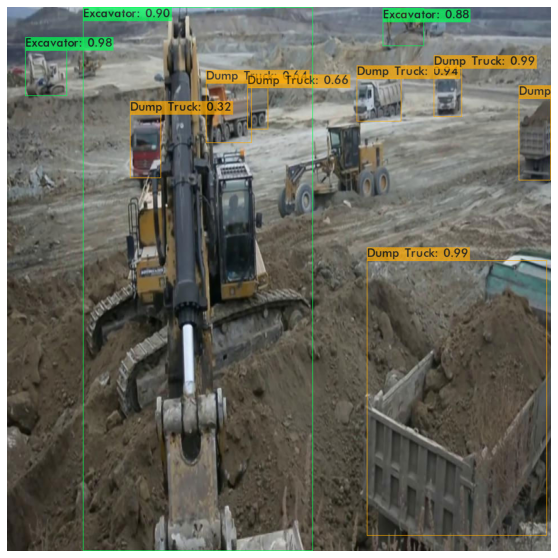 Excavator: 0.90
Excavator: 0.88
Excavator: 0.98
Dump Truck: 0.99
Dump Truck: 0.94
Dump Truck: 0.66
Dump
Dump Truck: 0.32
Dump Truck: 0.99